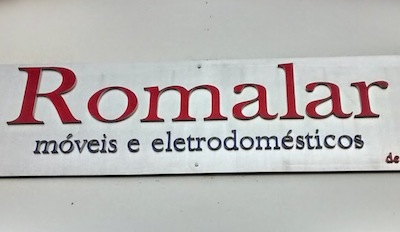 Romalar
móveis e eletrodomésticos
de